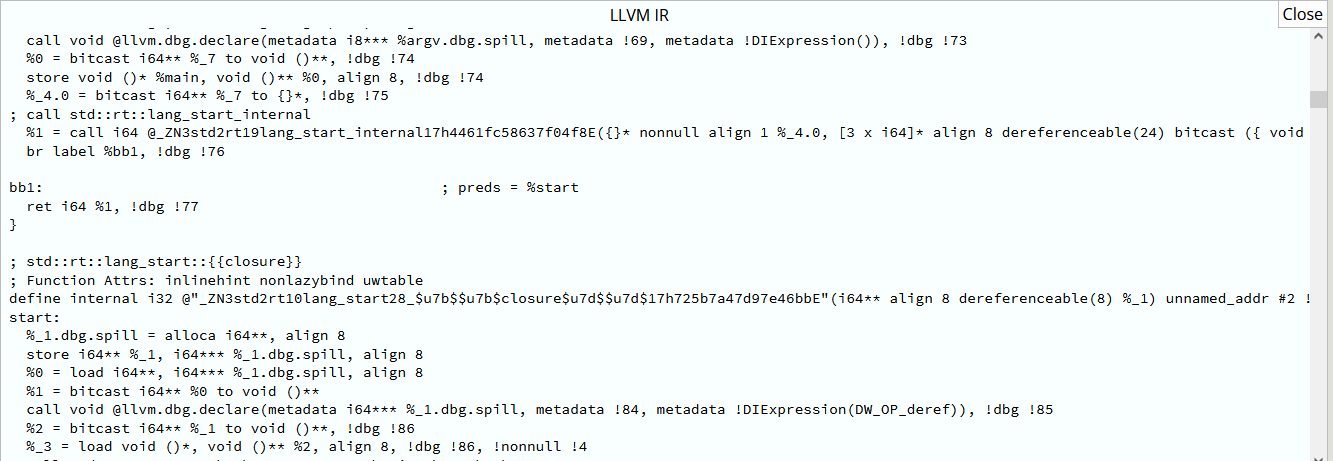 LLVM IR
Close
  call void @llvm.dbg.declare(metadata i8*** %argv.dbg.spill, metadata !69, metadata !DIExpression()), !dbg !73
  %0 = bitcast i64** %_7 to void ()**, !dbg !74
  store void ()* %main, void ()** %0, align 8, !dbg !74
  %_4.0 = bitcast i64** %_7 to {}*, !dbg !75
; call std::rt::lang_start_internal
  %1 = call i64 @_ZN3std2rt19lang_start_internal17h4461fc58637f04f8E({}* nonnull align 1 %_4.0, [3 x i64]* align 8 dereferenceable(24) bitcast ({ void
  br label %bb1, !dbg !76
bb1:                                              ; preds = %start
  ret i64 %1, !dbg !77
}
; std::rt::lang_start::{{closure}}
; Function Attrs: inlinehint nonlazybind uwtable
define internal i32 @"_ZN3std2rt10lang_start28_$u7b$$u7b$closure$u7d$$u7d$17h725b7a47d97e46bbE"(i64** align 8 dereferenceable(8) %_1) unnamed_addr #2 !
start:
  %_1.dbg.spill = alloca i64**, align 8
  store i64** %_1, i64*** %_1.dbg.spill, align 8
  %0 = load i64**, i64*** %_1.dbg.spill, align 8
  %1 = bitcast i64** %0 to void ()**
  call void @llvm.dbg.declare(metadata i64*** %_1.dbg.spill, metadata !84, metadata !DIExpression(DW_OP_deref)), !dbg !85
  %2 = bitcast i64** %_1 to void ()**, !dbg !86
  %_3 = load void ()*, void ()** %2, align 8, !dbg !86, !nonnull !4